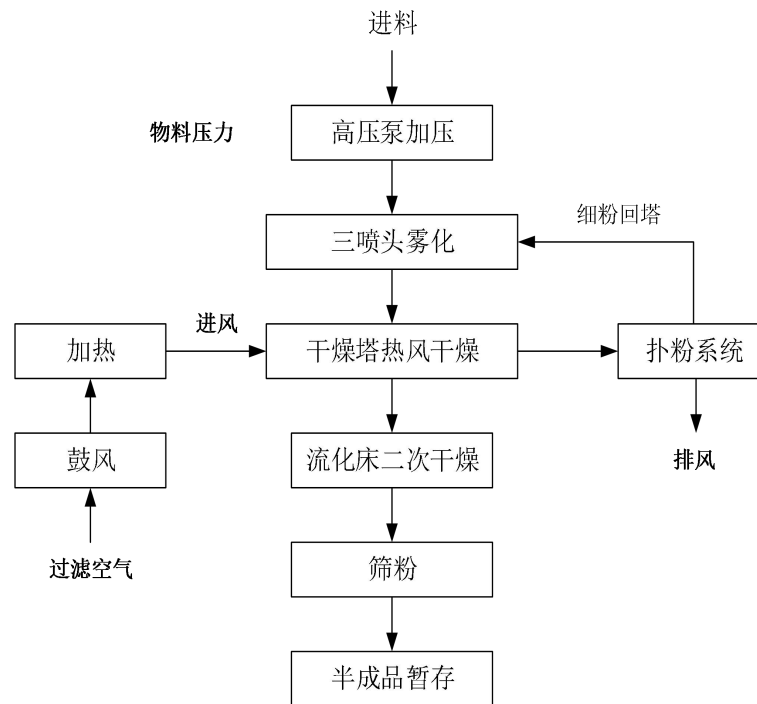 进料
物料压力
高压泵加压
细粉回塔
三喷头雾化
进风
加热
干燥塔热风干燥
扑粉系统
鼓风
流化床二次干燥
排风
过滤空气
筛粉
半成品暂存